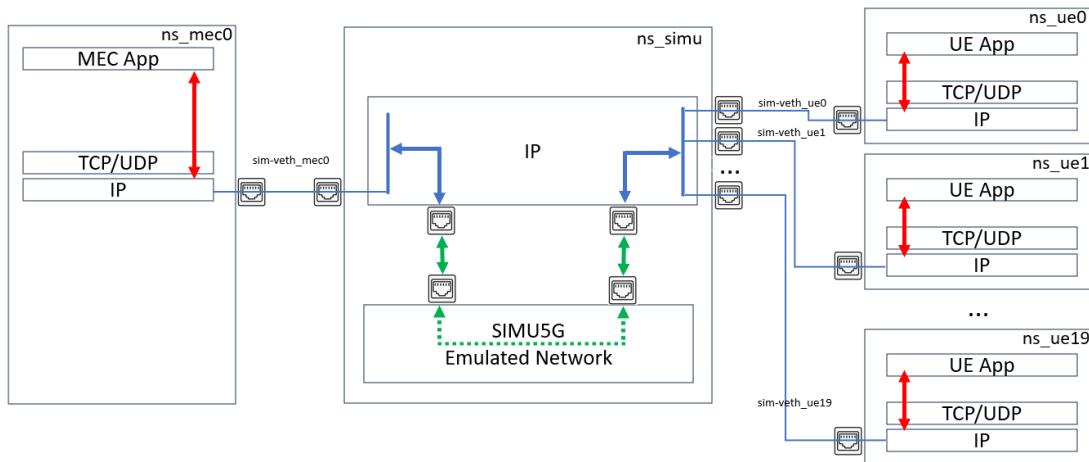 ns_mec0
MEC App
TCP/UDP
IP
sim-veth_mec0
ns_simu
IP
SIMU5G
Emulated Network
sim-veth_ue0
sim-veth_ue1
...
sim-veth_ue19
ns_ue0
UE App
TCP/UDP
IP
ns_ue1
UE App
TCP/UDP
IP
...
ns_ue19
UE App
TCP/UDP
IP